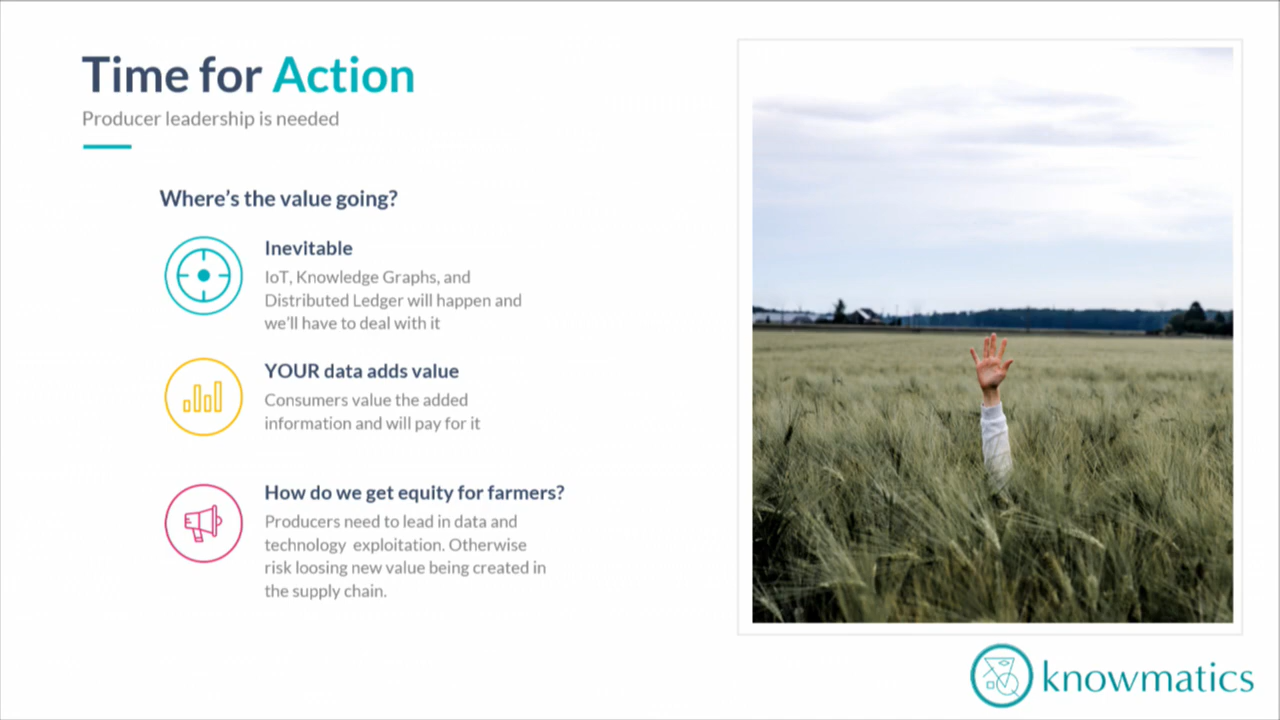 Time for Action
Producer leadership is needed
Where's the value going?
Inevitable
IoT, Knowledge Graphs, and
Distributed Ledger will happen and
we'll have to deal with it
YOUR data adds value
Consumers value the added
information and will pay for it
How do we get equity for farmers?
Producers need to lead in data and
technology exploitation. Otherwise
risk loosing new value being created in
the supply chain.
knowmatics